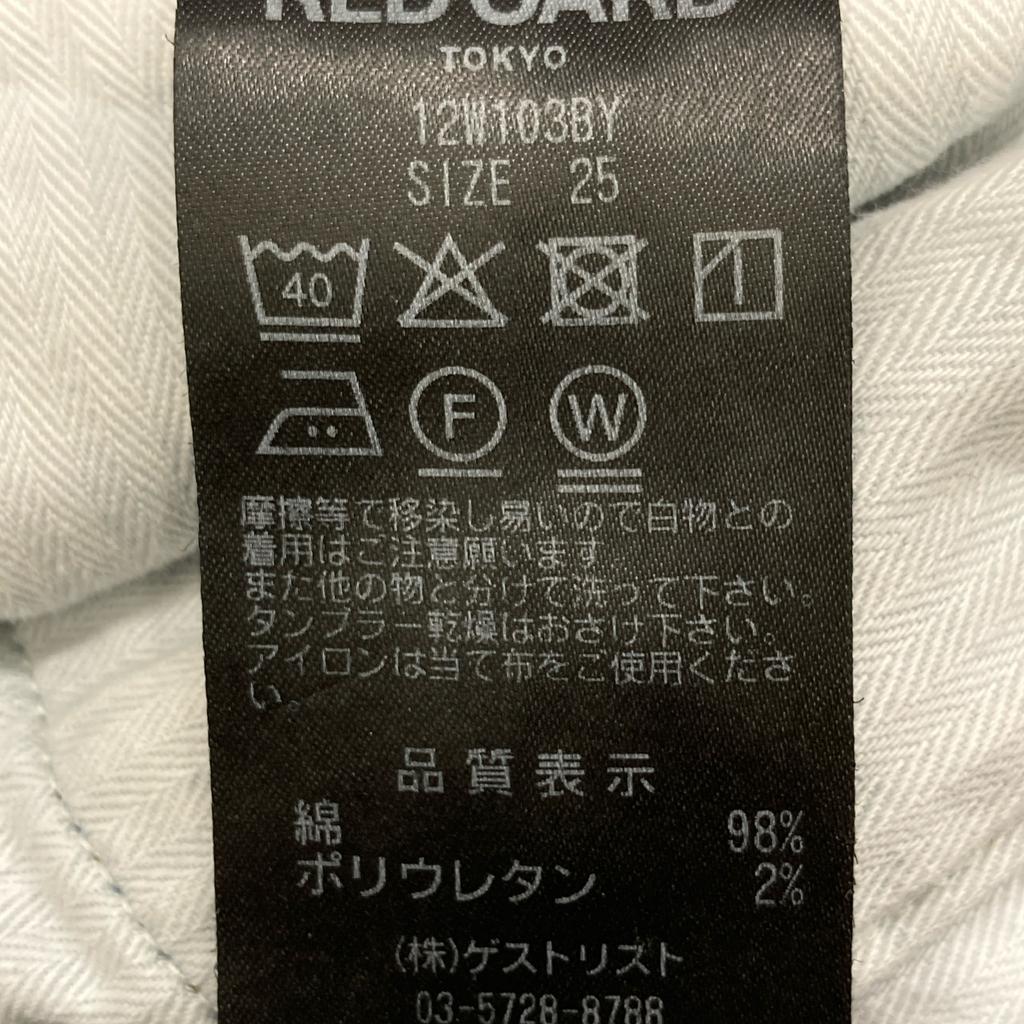 RED CARD
TOKYO
12W103BY
SIZE 25
40
F W
摩擦等で移染し易いので白物との
着用はご注意願います
また他の物と分けて洗って下さい。
タンブラー乾燥はおさけ下さい。
アイロンは当て布をご使用くださ
い。
品質表示
綿 98%
ポリウレタン 2%
(株)ゲストリスト
03-5728-8788